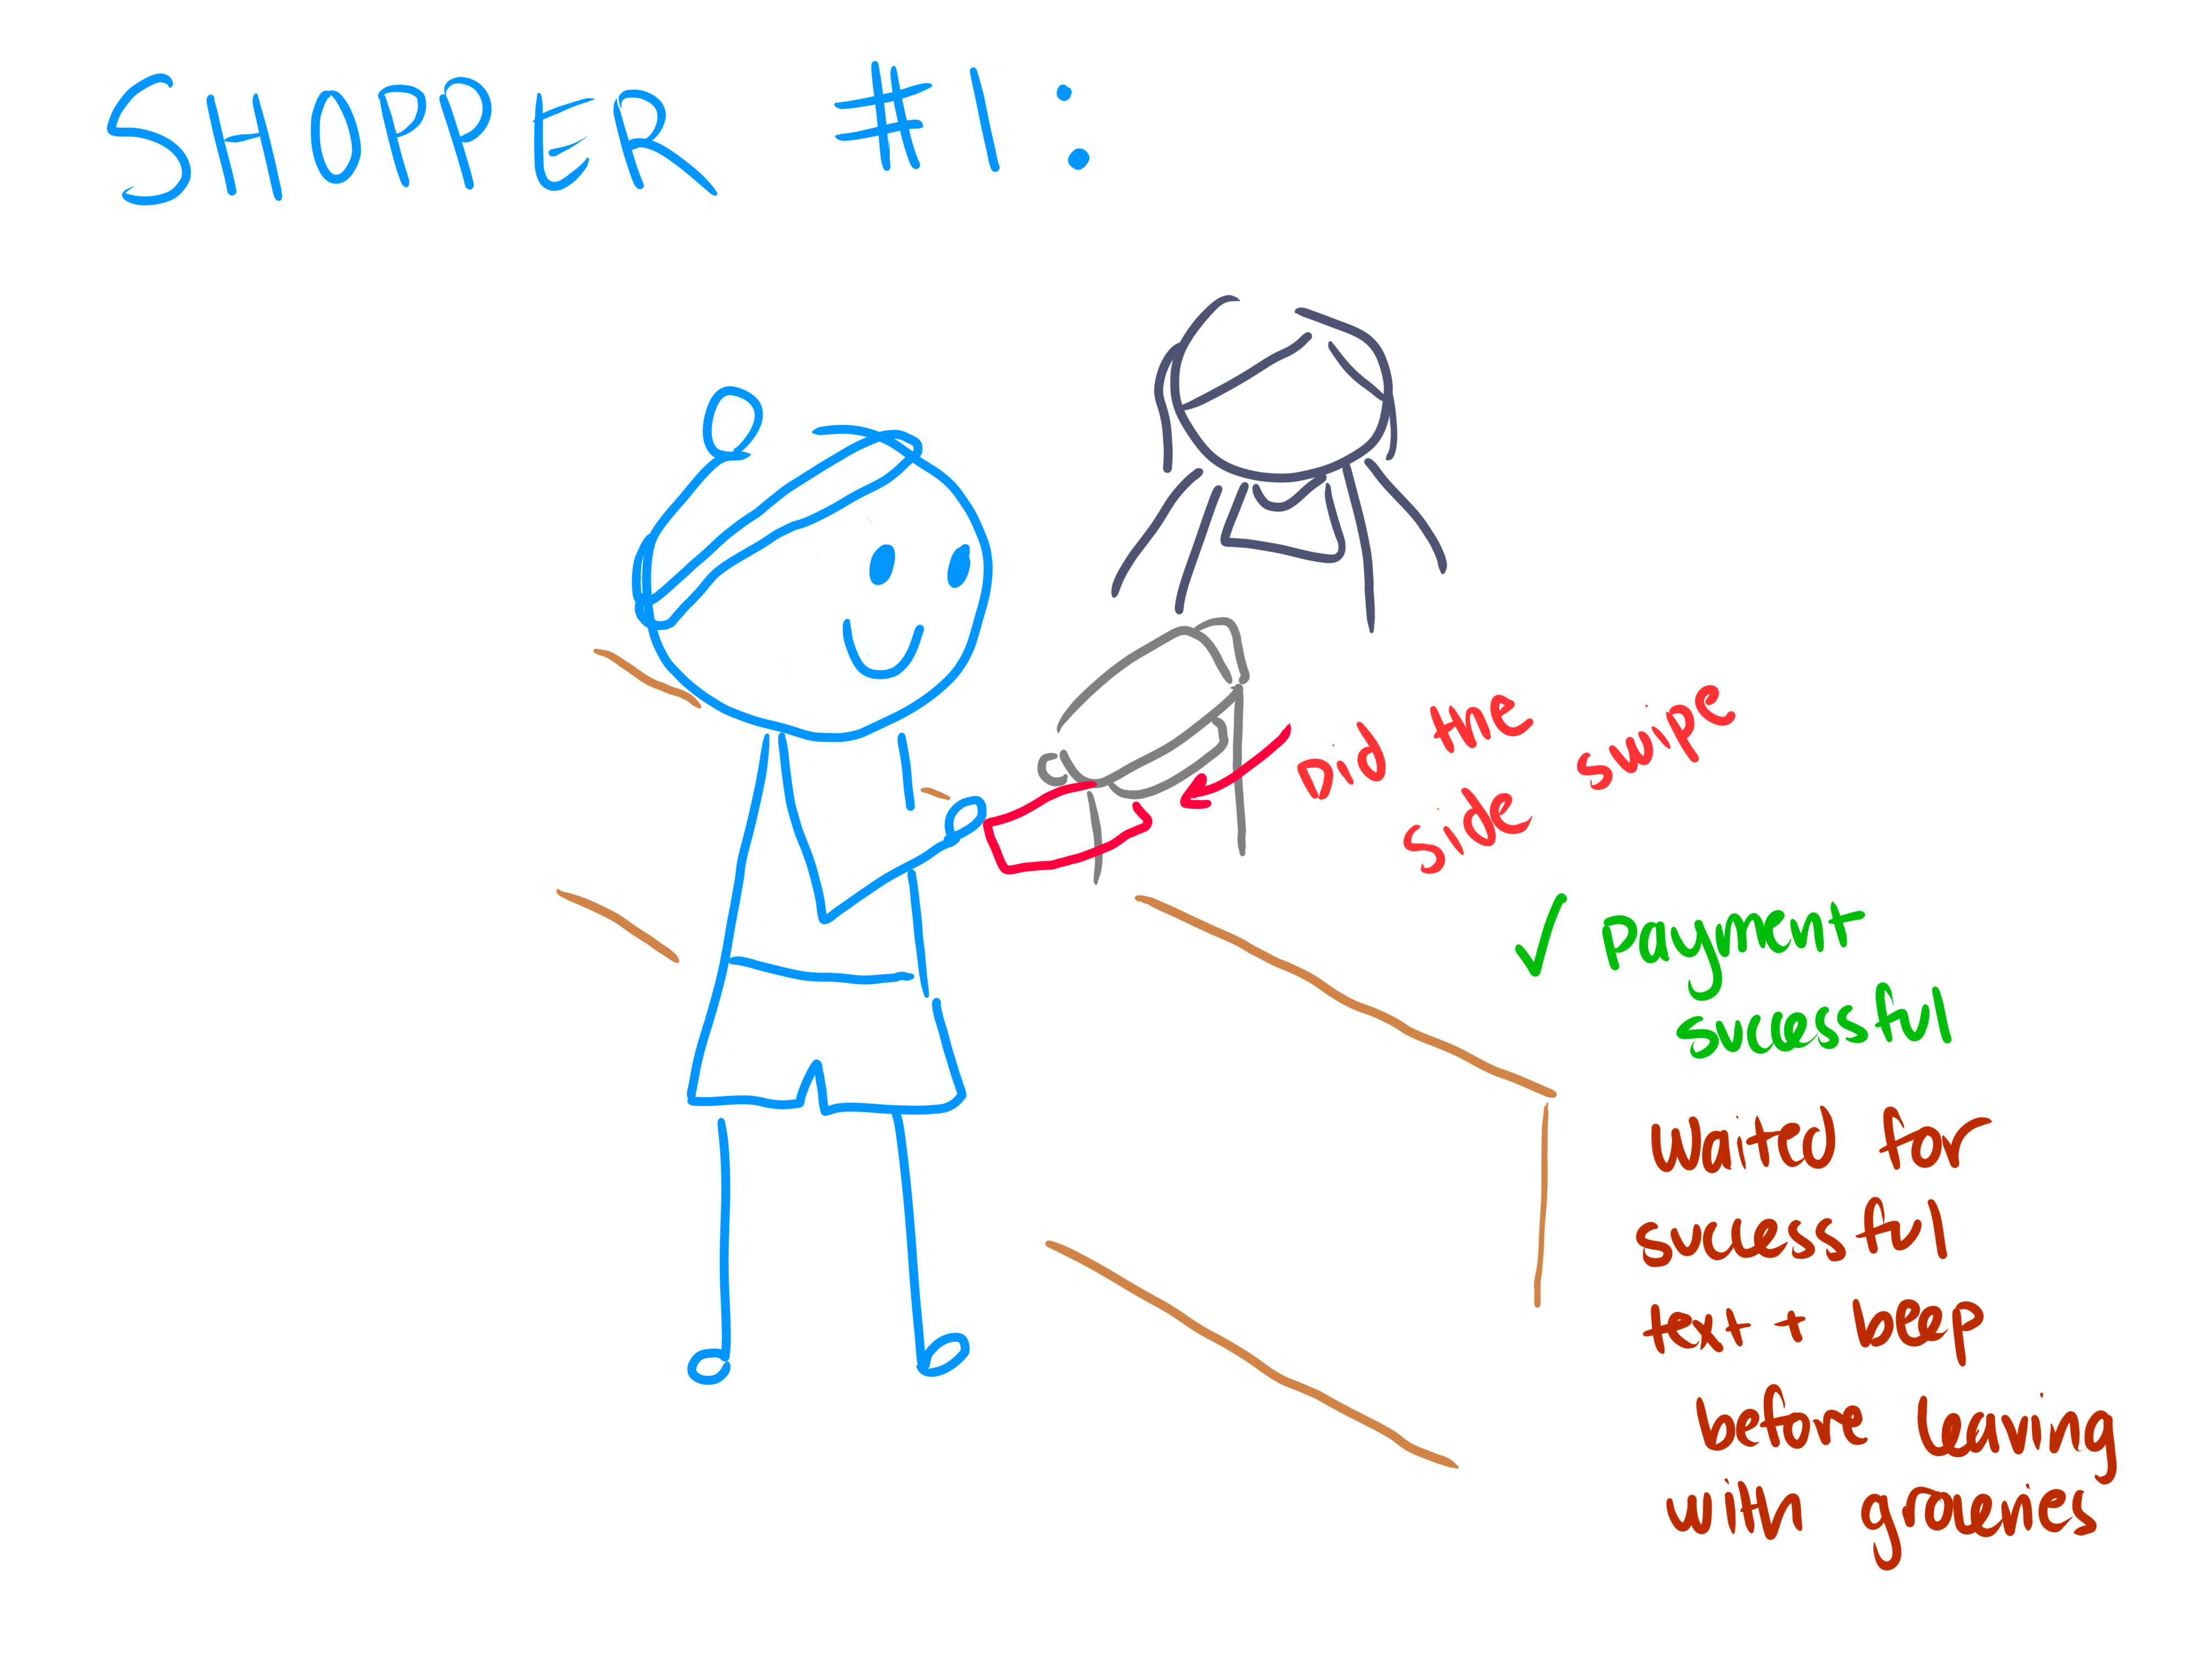 SHOPPER #1:
Did the
side swipe
✓ payment
successful
Waited for
successful
text + beep
before leaving
with groceries